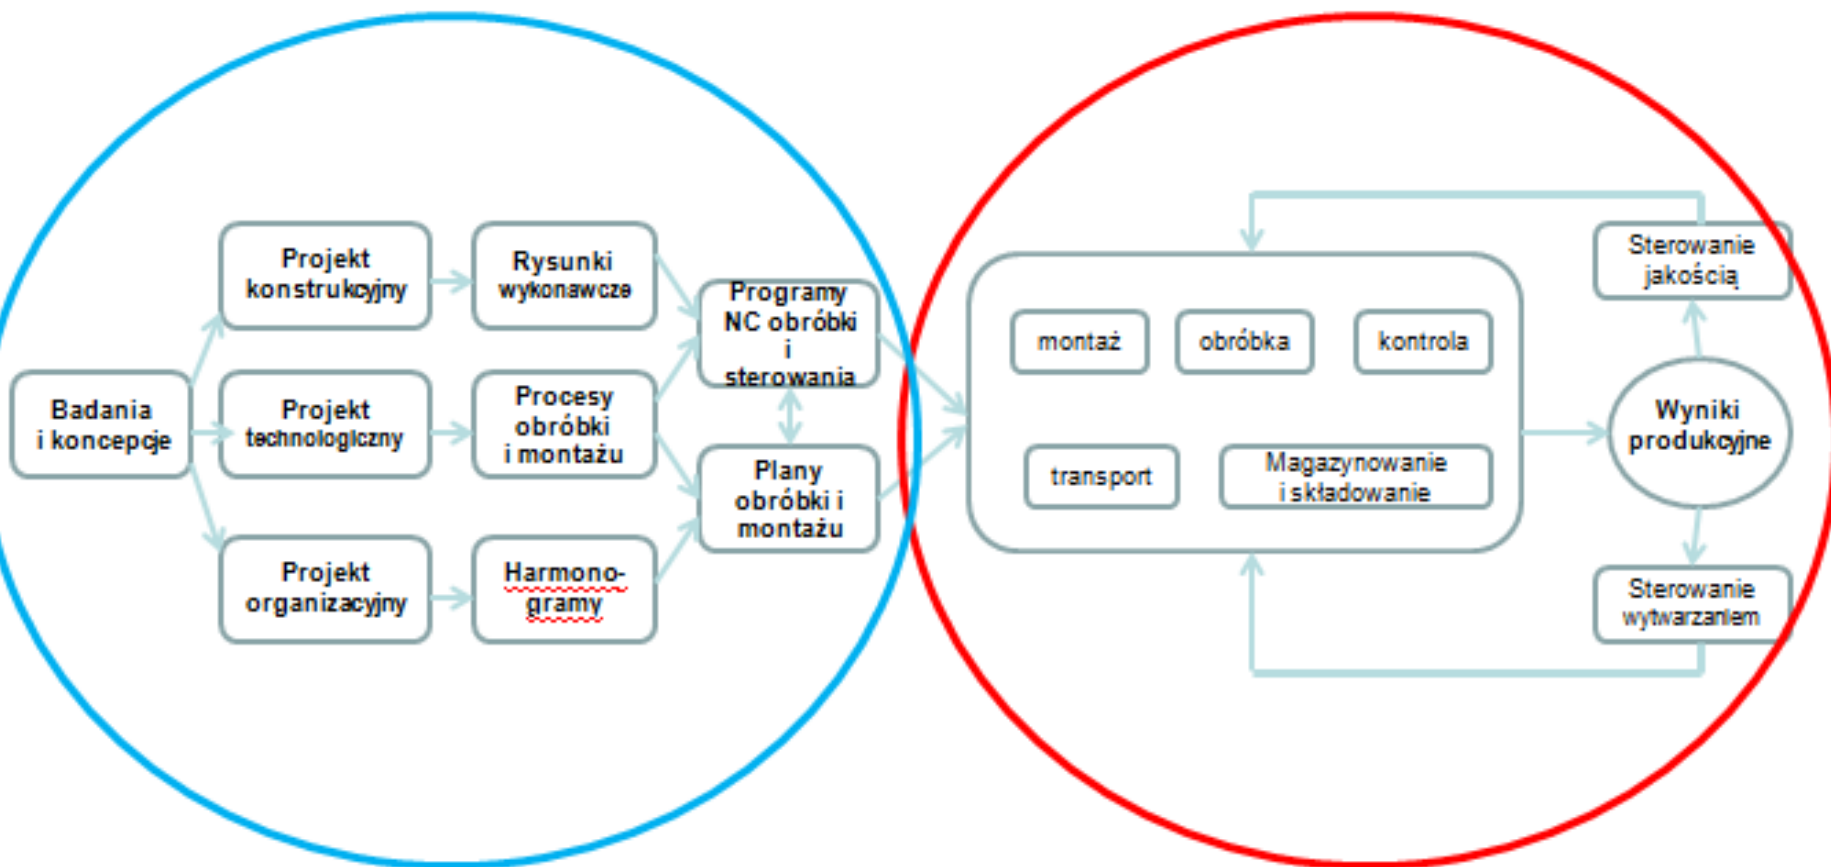 Badania
i koncepcje
Projekt
konstrukcyjny
Projekt
technologiczny
Projekt
organizacyjny
Rysunki
wykonawcze
Procesy
obróbki
i montażu
Harmono-
gramy
Programy
NC obróbki
i
sterowania
Plany
obróbki i
montażu
montaż
obróbka
kontrola
transport
Magazynowanie
i składowanie
Sterowanie
jakością
Wyniki
produkcyjne
Sterowanie
wytwarzaniem